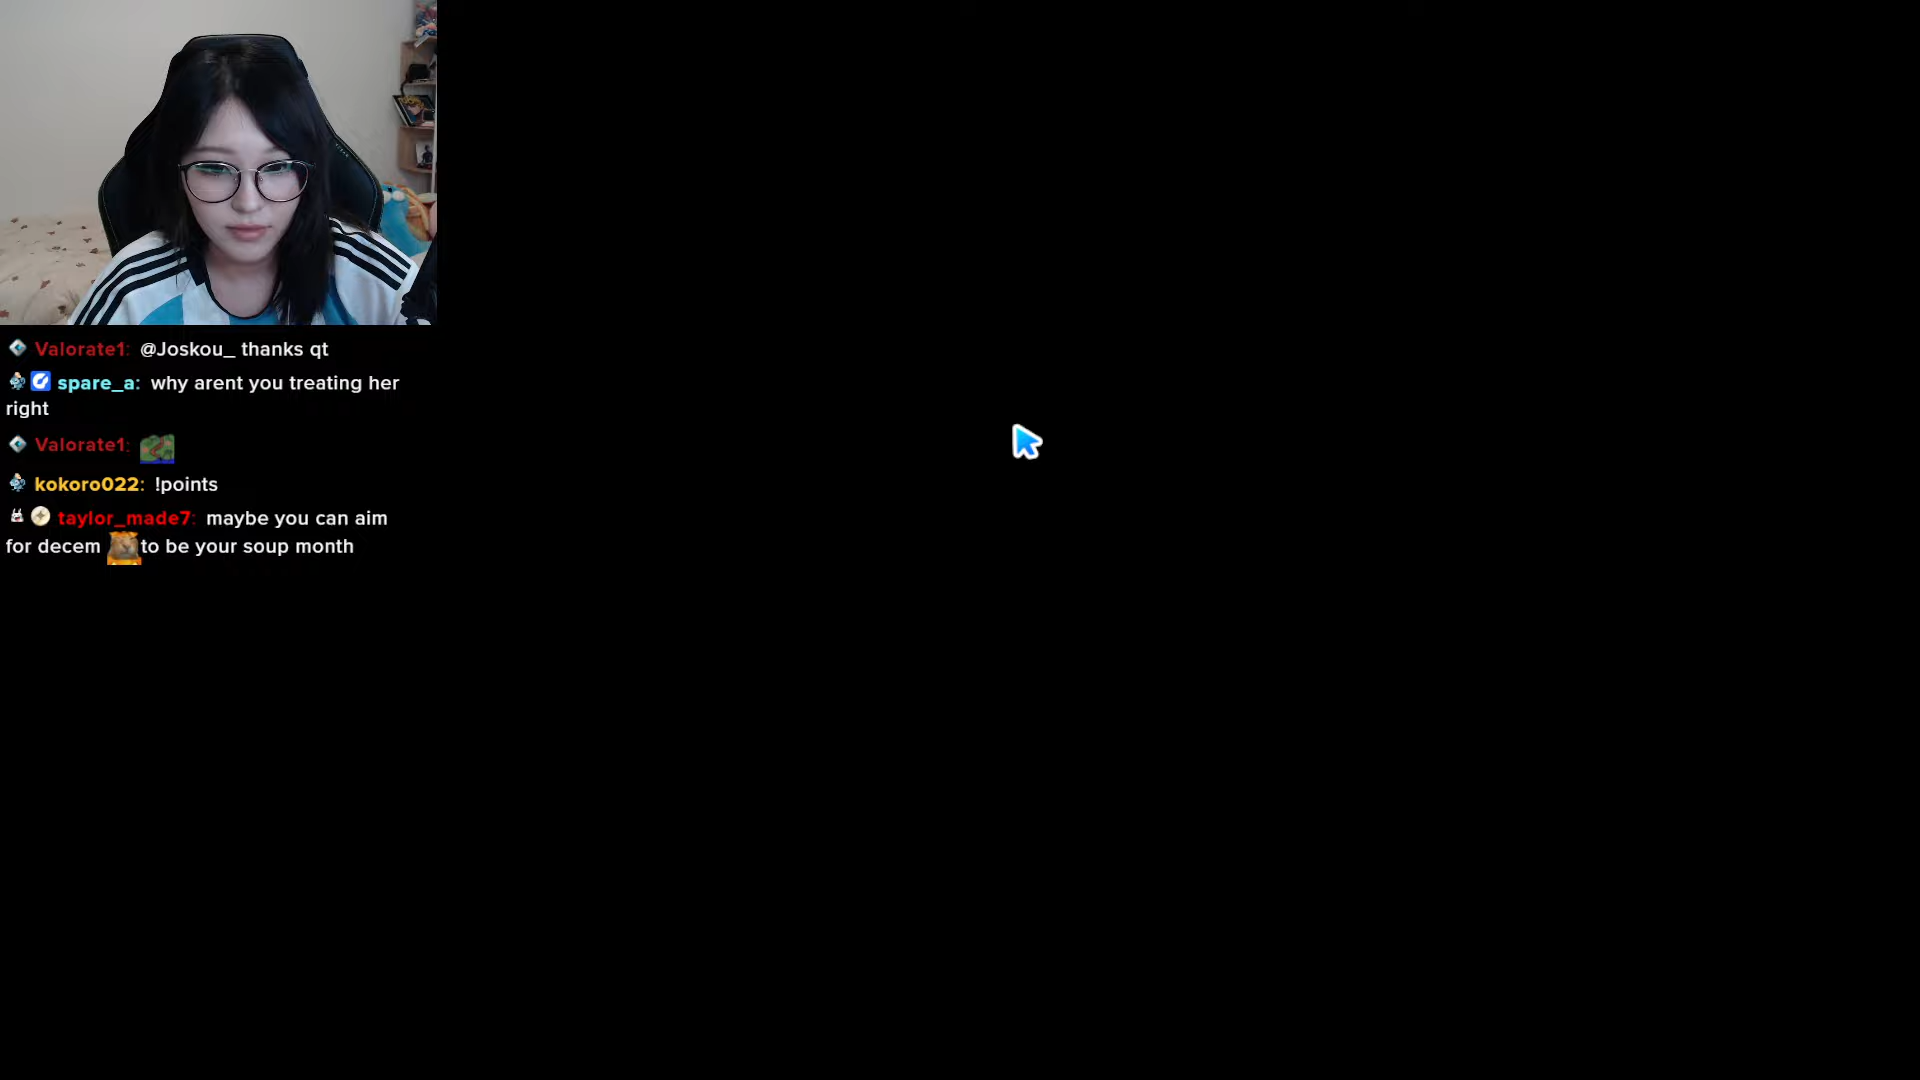 Valorate1: @Joskou_ thanks qt
spare_a: why arent you treating her
right
Valorate1:
kokoro022: !points
taylor_made7: maybe you can aim
for decem to be your soup month